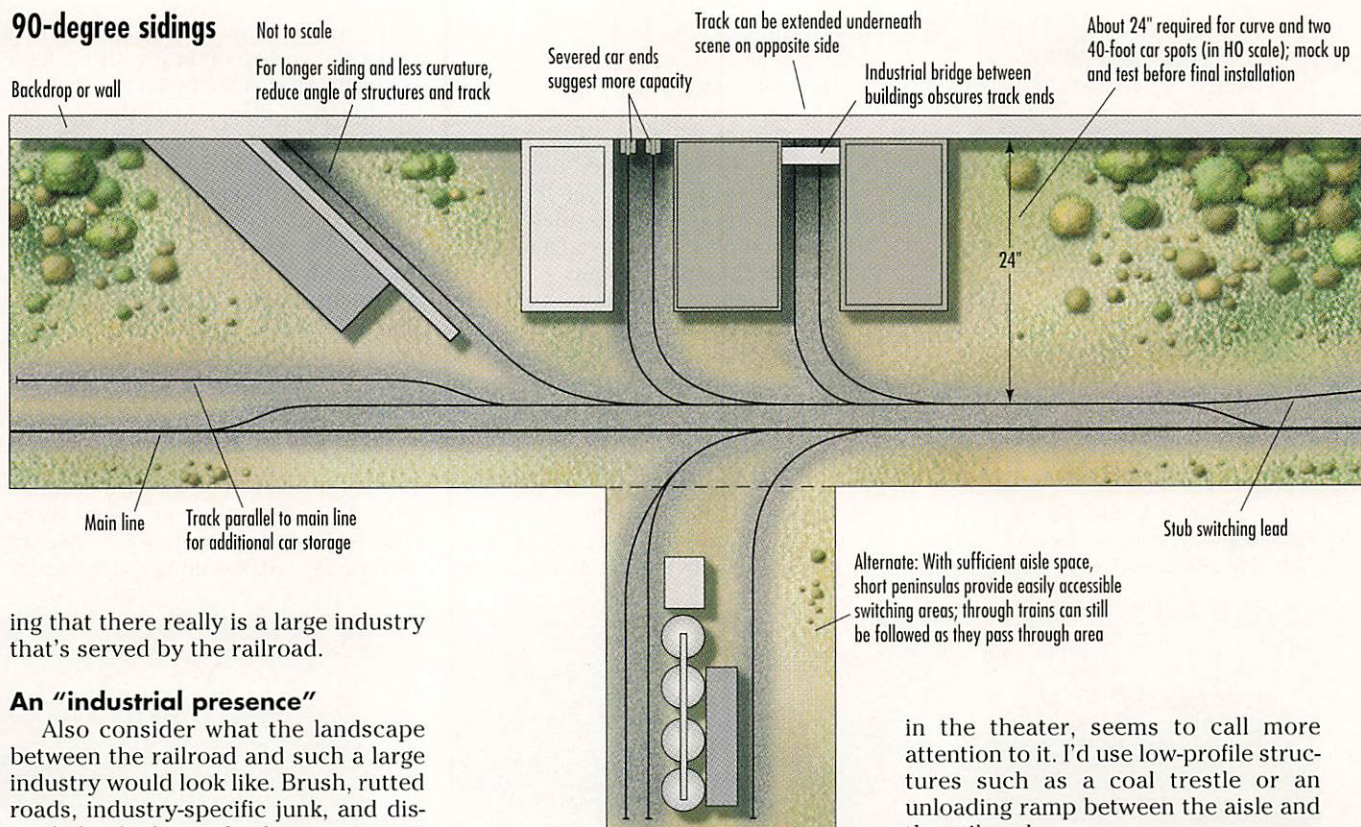 90-degree sidings
Not to scale
Backdrop or wall
For longer siding and less curvature,
reduce angle of structures and track
Severed car ends
suggest more capacity
Track can be extended underneath
scene on opposite side
Industrial bridge between
buildings obscures track ends
About 24" required for curve and two
40-foot car spots (in HO scale); mock up
and test before final installation
24"
Main line
Track parallel to main line
for additional car storage
Stub switching lead
Alternate: With sufficient aisle space,
short peninsulas provide easily accessible
switching areas; through trains can still
be followed as they pass through area
ing that there really is a large industry
that's served by the railroad.
An "industrial presence"
Also consider what the landscape
between the railroad and such a large
industry would look like. Brush, rutted
roads, industry-specific junk, and dis-
in the theater, seems to call more
attention to it. I'd use low-profile struc-
tures such as a coal trestle or an
unloading ramp between the aisle and